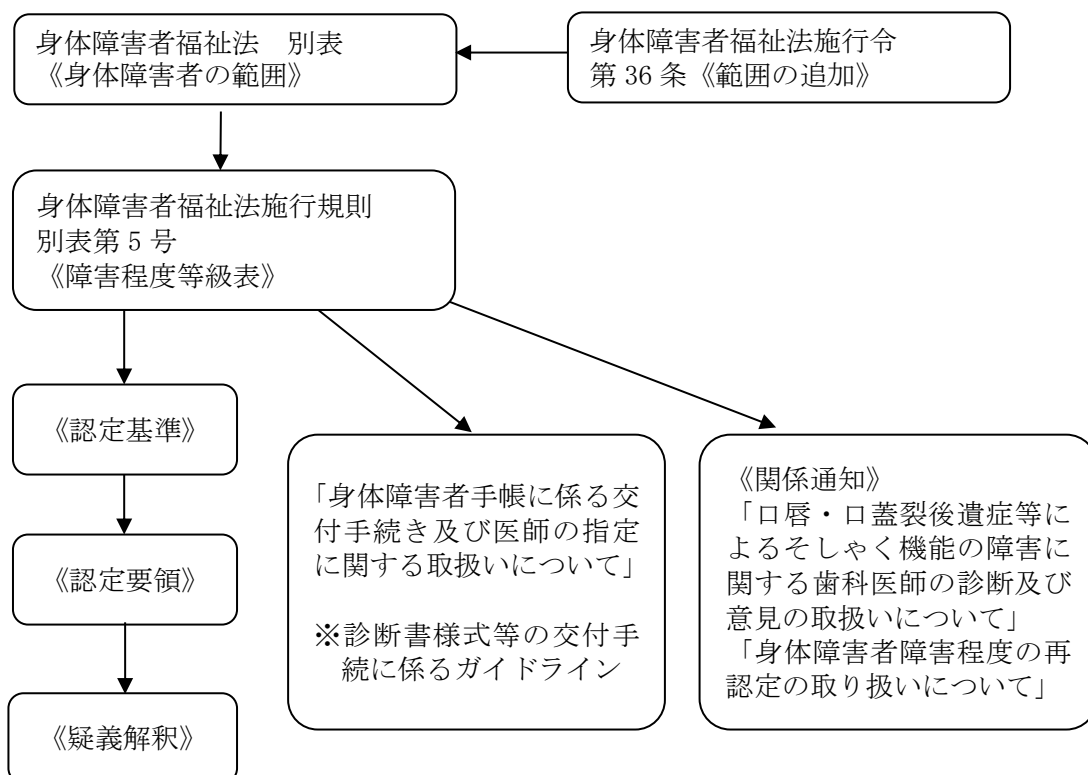 身体障害者福祉法　別表
《身体障害者の範囲》
身体障害者福祉法施行令
第 36 条《範囲の追加》
身体障害者福祉法施行規則
別表第 5 号
《障害程度等級表》
《認定基準》
《認定要領》
《疑義解釈》
「身体障害者手帳に係る交
付手続き及び医師の指定
に関する取扱いについて」
※診断書様式等の交付手
続に係るガイドライン
《関係通知》
「口唇・口蓋裂後遺症等に
よるそしゃく機能の障害に
関する歯科医師の診断及び
意見の取扱いについて」
「身体障害者障害程度の再
認定の取り扱いについて」